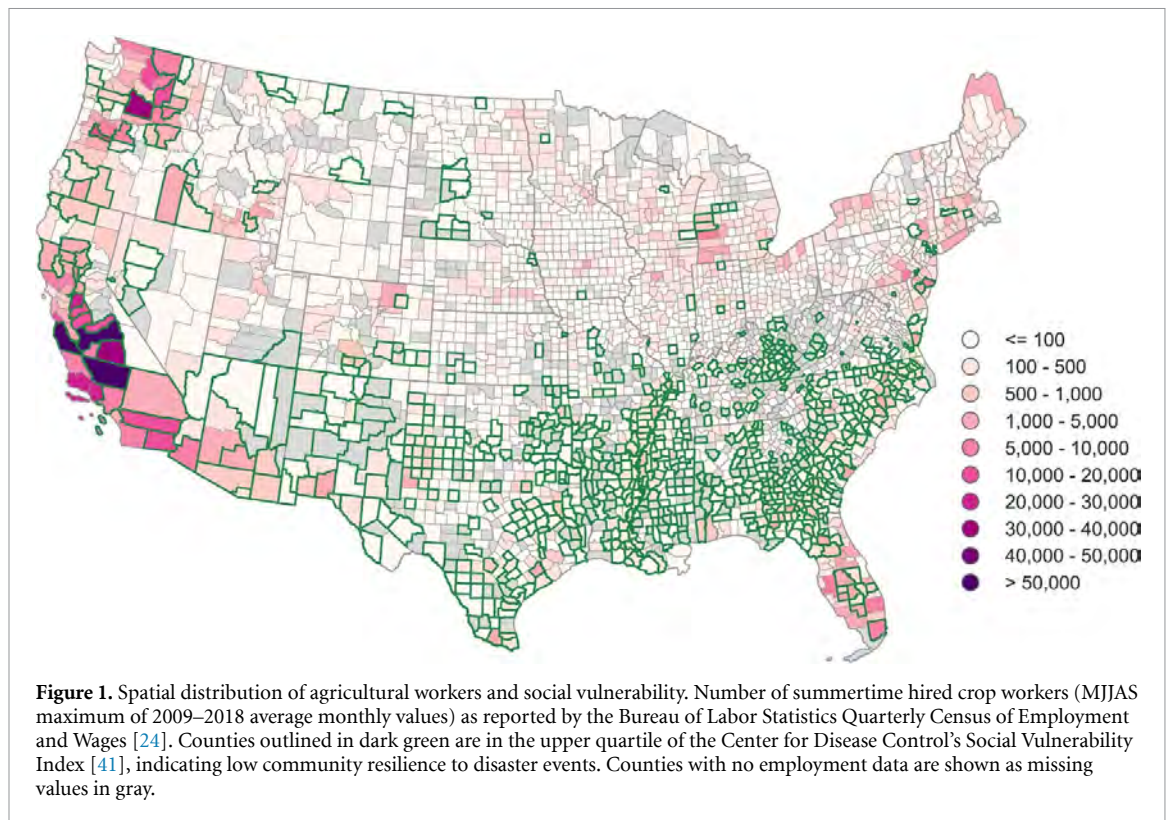 <= 100
100 - 500
500 - 1,000
1,000 - 5,000
5,000 - 10,000
10,000 - 20,000
20,000 - 30,000
30,000 - 40,000
40,000 - 50,000
> 50,000
Figure 1. Spatial distribution of agricultural workers and social vulnerability. Number of summertime hired crop workers (MJJAS
maximum of 2009–2018 average monthly values) as reported by the Bureau of Labor Statistics Quarterly Census of Employment
and Wages [24]. Counties outlined in dark green are in the upper quartile of the Center for Disease Control's Social Vulnerability
Index [41], indicating low community resilience to disaster events. Counties with no employment data are shown as missing
values in gray.